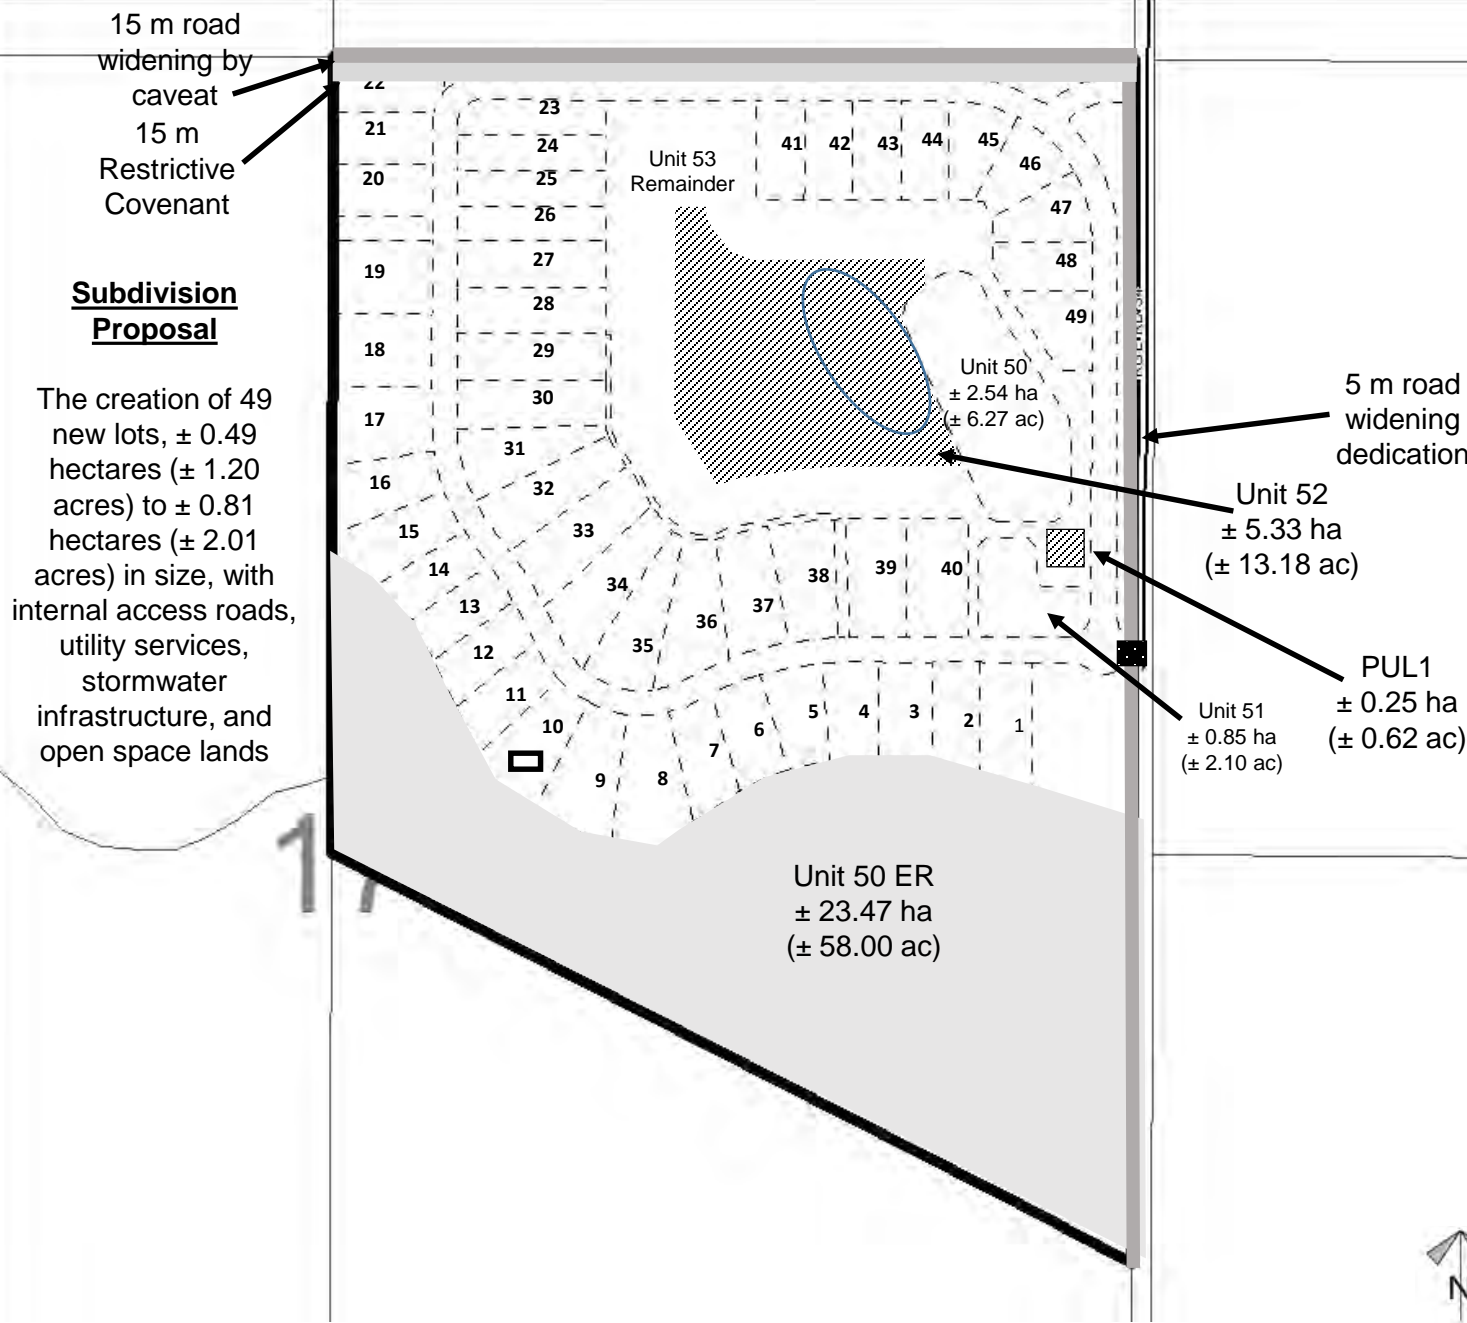 15 m road
widening by
caveat
15 m
Restrictive
Covenant
Subdivision
Proposal
The creation of 49
new lots, ± 0.49
hectares (± 1.20
acres) to ± 0.81
hectares (± 2.01
acres) in size, with
internal access roads,
utility services,
stormwater
infrastructure, and
open space lands
22
21
20
19
18
17
16
15
14
13
12
11
10
9
8
7
6
5
4
3
2
1
23
24
25
26
27
28
29
30
31
32
33
34
35
36
37
38
39
40
41
42
43
44
45
46
47
48
49
Unit 53
Remainder
Unit 50
± 2.54 ha
(± 6.27 ac)
5 m road
widening
dedication
Unit 52
± 5.33 ha
(± 13.18 ac)
PUL1
± 0.25 ha
(± 0.62 ac)
Unit 51
± 0.85 ha
(± 2.10 ac)
Unit 50 ER
± 23.47 ha
(± 58.00 ac)
17
N